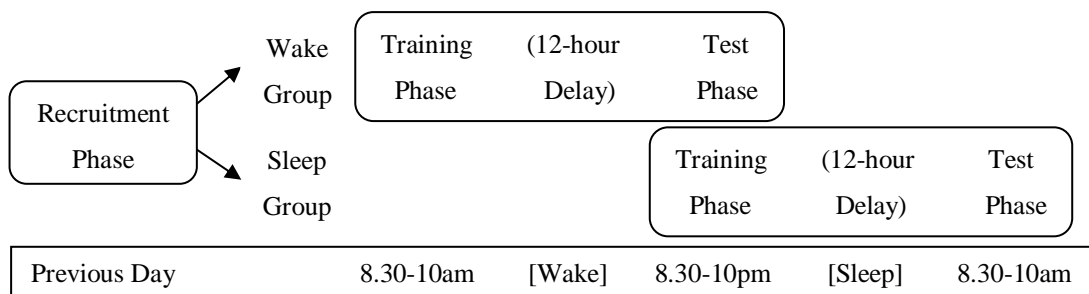 Wake Training (12-hour Test
Group Phase Delay) Phase
Recruitment
Phase
Sleep Training (12-hour Test
Group Phase Delay) Phase
Previous Day 8.30-10am [Wake] 8.30-10pm [Sleep] 8.30-10am